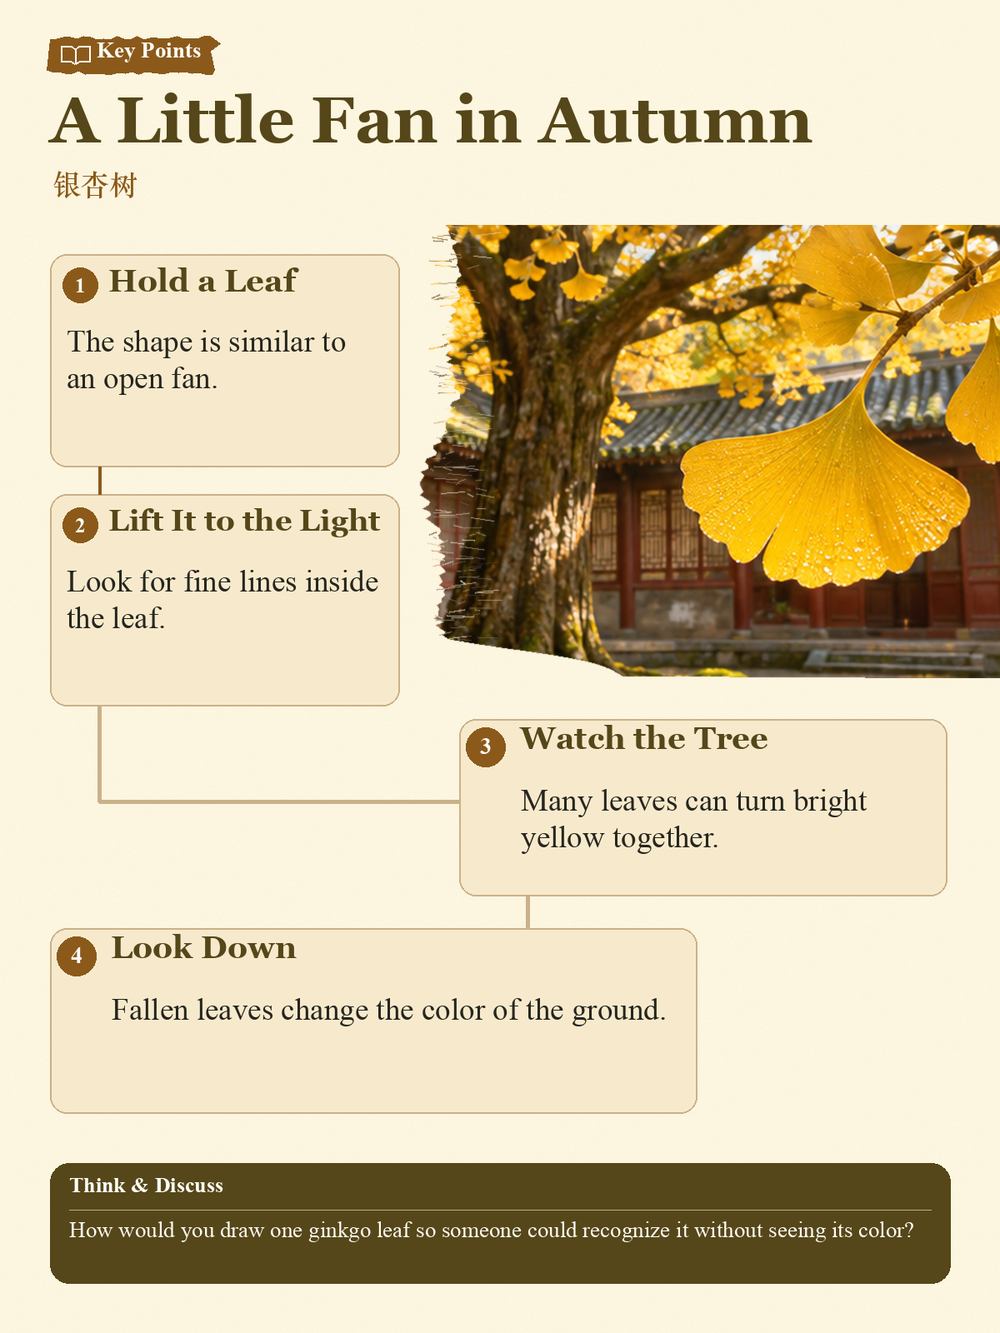 Key Points
A Little Fan in Autumn
银杏树
1 Hold a Leaf
The shape is similar to
an open fan.
2 Lift It to the Light
Look for fine lines inside
the leaf.
3 Watch the Tree
Many leaves can turn bright
yellow together.
4 Look Down
Fallen leaves change the color of the ground.
Think & Discuss
How would you draw one ginkgo leaf so someone could recognize it without seeing its color?